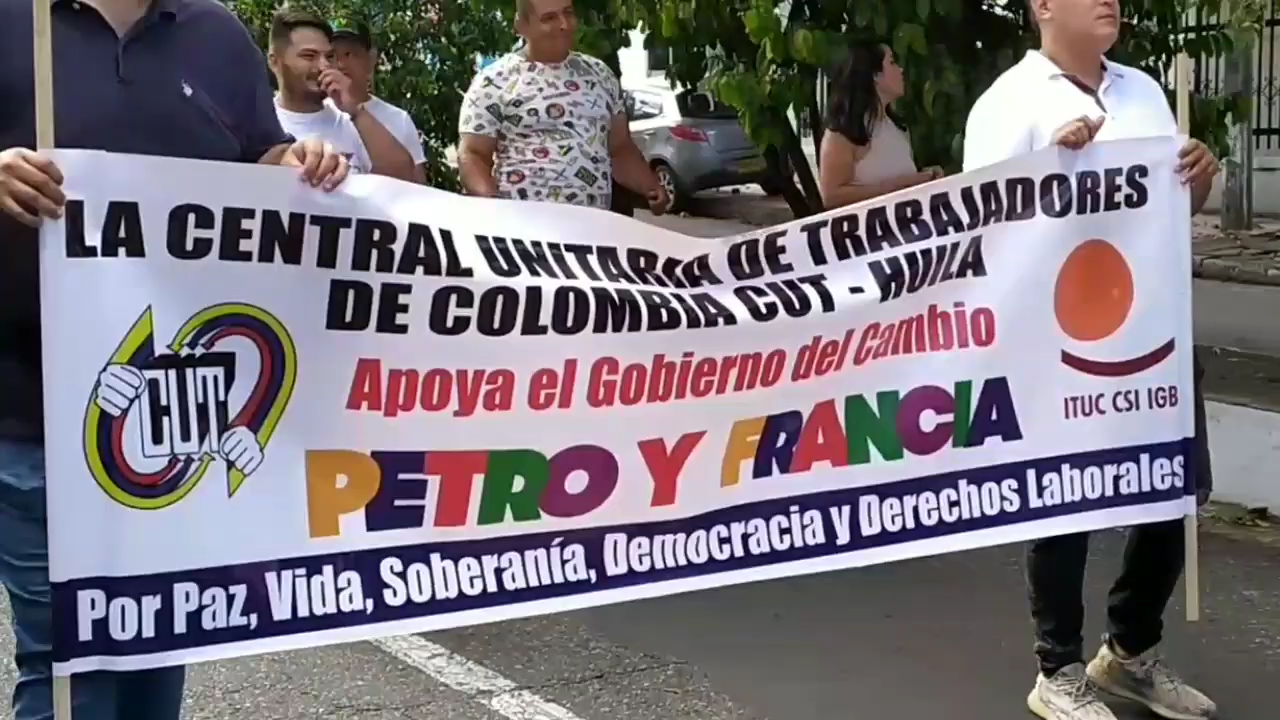 LA CENTRAL UNITARIA DE TRABAJADORES
DE COLOMBIA CUT - HUILA
Apoya el Gobierno del Cambio
PETRO Y FRANCIA
Por Paz, Vida, Soberanía, Democracia y Derechos Laborales
CUT
ITUC CSI IGB